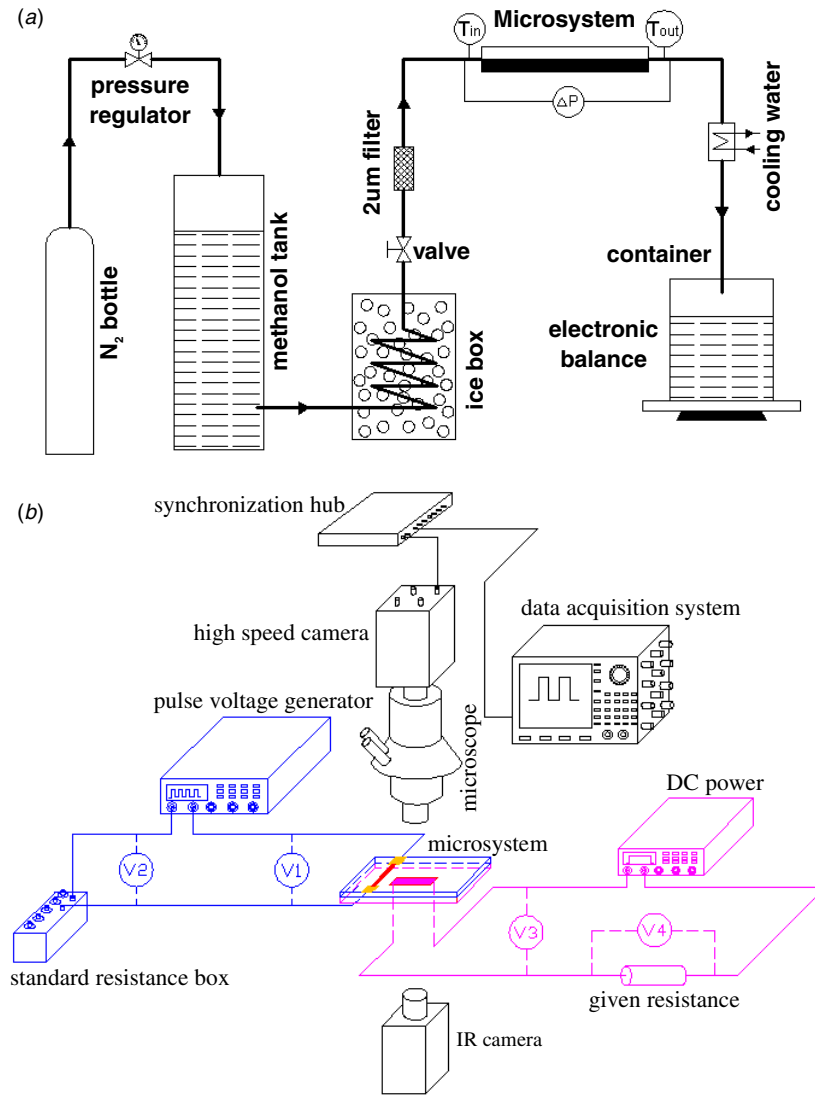 (a)
pressure
regulator
N2 bottle
methanol tank
ice box
valve
2um filter
Tin
Microsystem
Tout
ΔP
cooling water
container
electronic
balance
(b)
synchronization hub
high speed camera
data acquisition system
pulse voltage generator
microscope
DC power
microsystem
V2
V1
V3
V4
standard resistance box
given resistance
IR camera